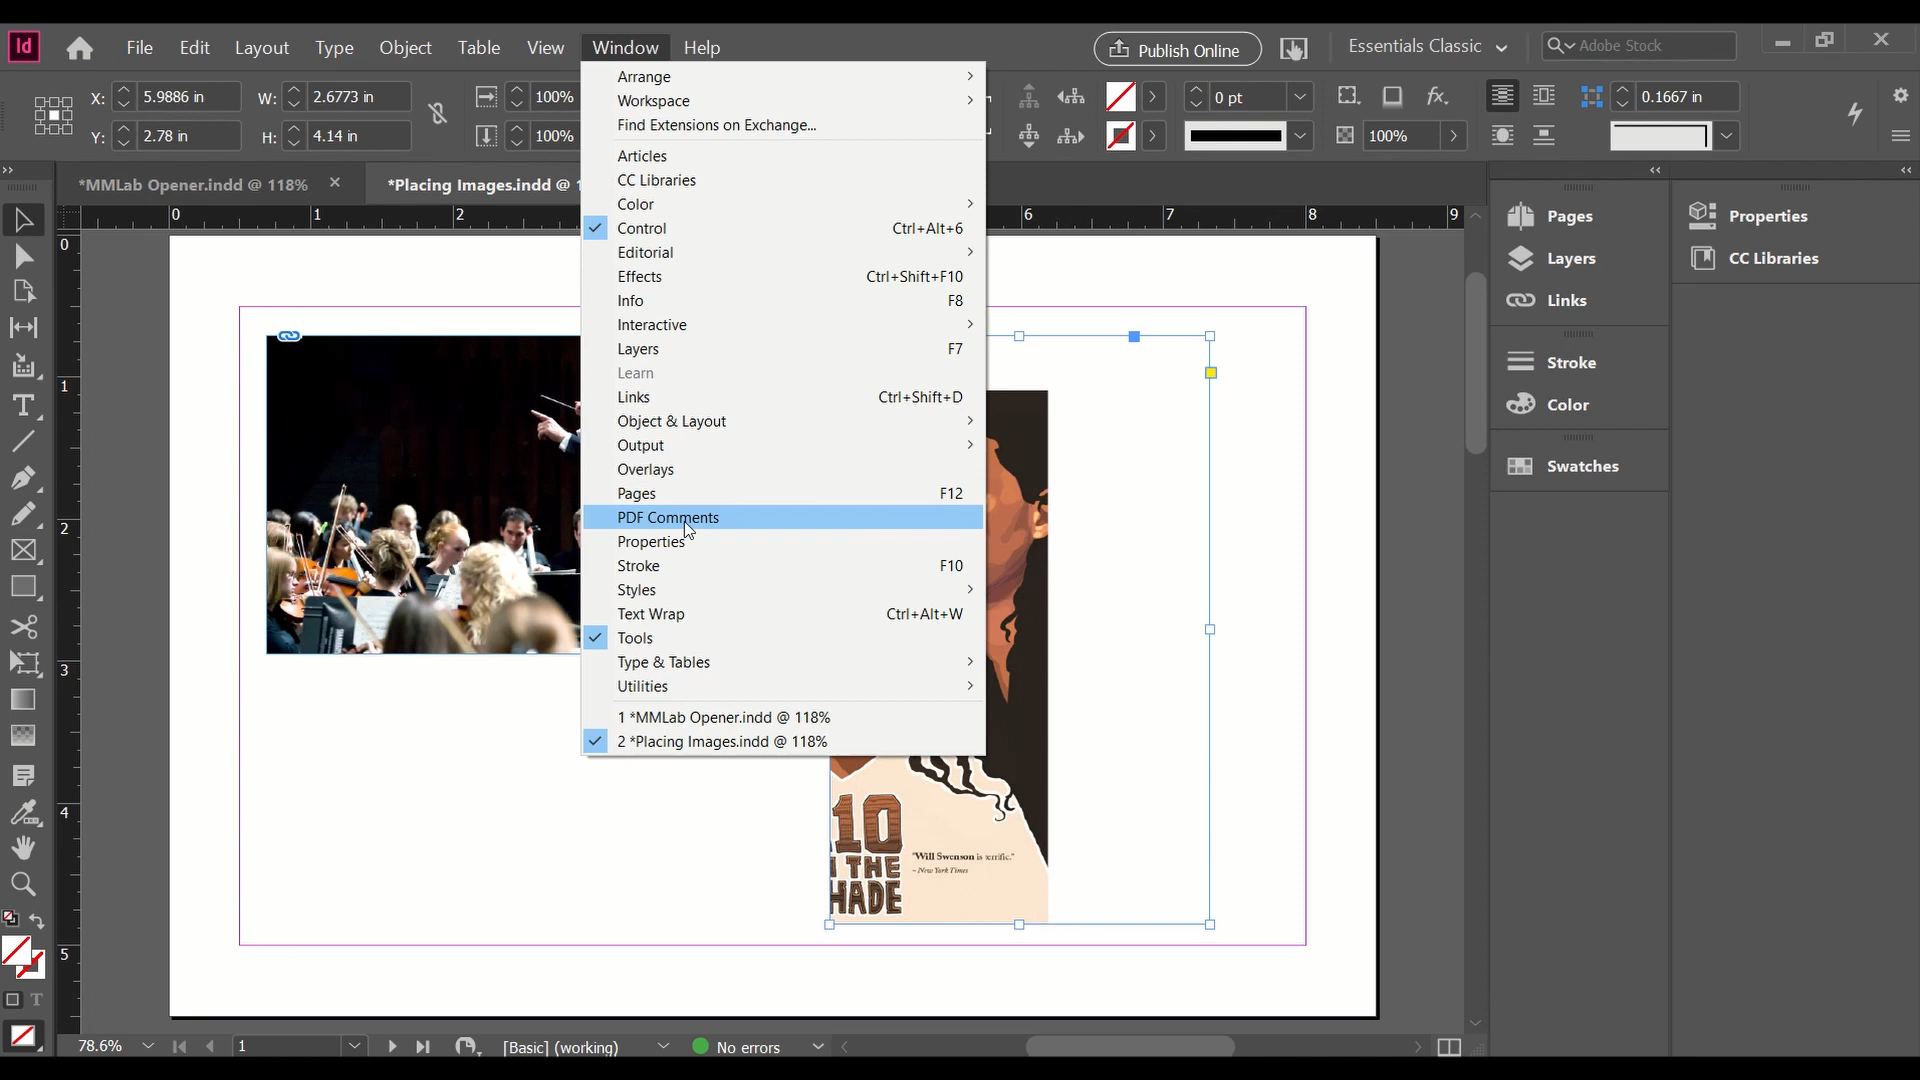 Id File Edit Layout Type Object Table View Window Help Publish Online Essentials Classic Adobe Stock
X: 5.9886 in W: 2.6773 in 100% 0 pt fx. 0.1667 in
Y: 2.78 in H: 4.14 in 100% 100%
*MMLab Opener.indd @ 118% *Placing Images.indd @ 1
0 1 2 6 7 8 9
0
1
2
3
4
5
Arrange
Workspace
Find Extensions on Exchange...
Articles
CC Libraries
Color
Control Ctrl+Alt+6
Editorial
Effects Ctrl+Shift+F10
Info F8
Interactive
Layers F7
Learn
Links Ctrl+Shift+D
Object & Layout
Output
Overlays
Pages F12
PDF Comments
Properties
Stroke F10
Styles
Text Wrap Ctrl+Alt+W
Tools
Type & Tables
Utilities
1 *MMLab Opener.indd @ 118%
2 *Placing Images.indd @ 118%
Pages
Layers
Links
Stroke
Color
Swatches
Properties
CC Libraries
T
T
110
THE
HADE
"Will Swenson is terrific."
– New York Times
78.6% 1 [Basic] (working) No errors